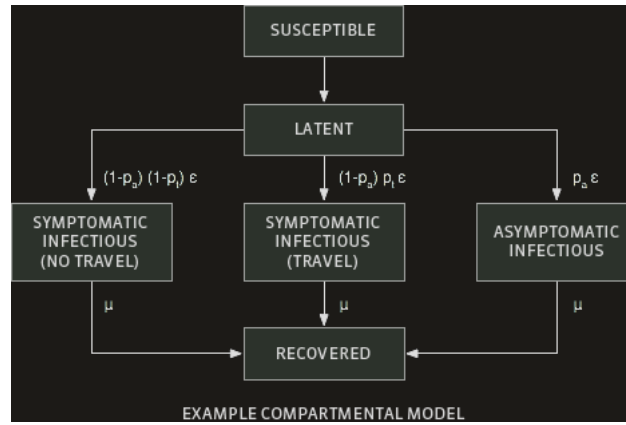 SUSCEPTIBLE
LATENT
(1-pₐ) (1-pₜ) ε
(1-pₐ) pₜ ε
pₐ ε
SYMPTOMATIC
INFECTIOUS
(NO TRAVEL)
SYMPTOMATIC
INFECTIOUS
(TRAVEL)
ASYMPTOMATIC
INFECTIOUS
μ
μ
μ
RECOVERED
EXAMPLE COMPARTMENTAL MODEL